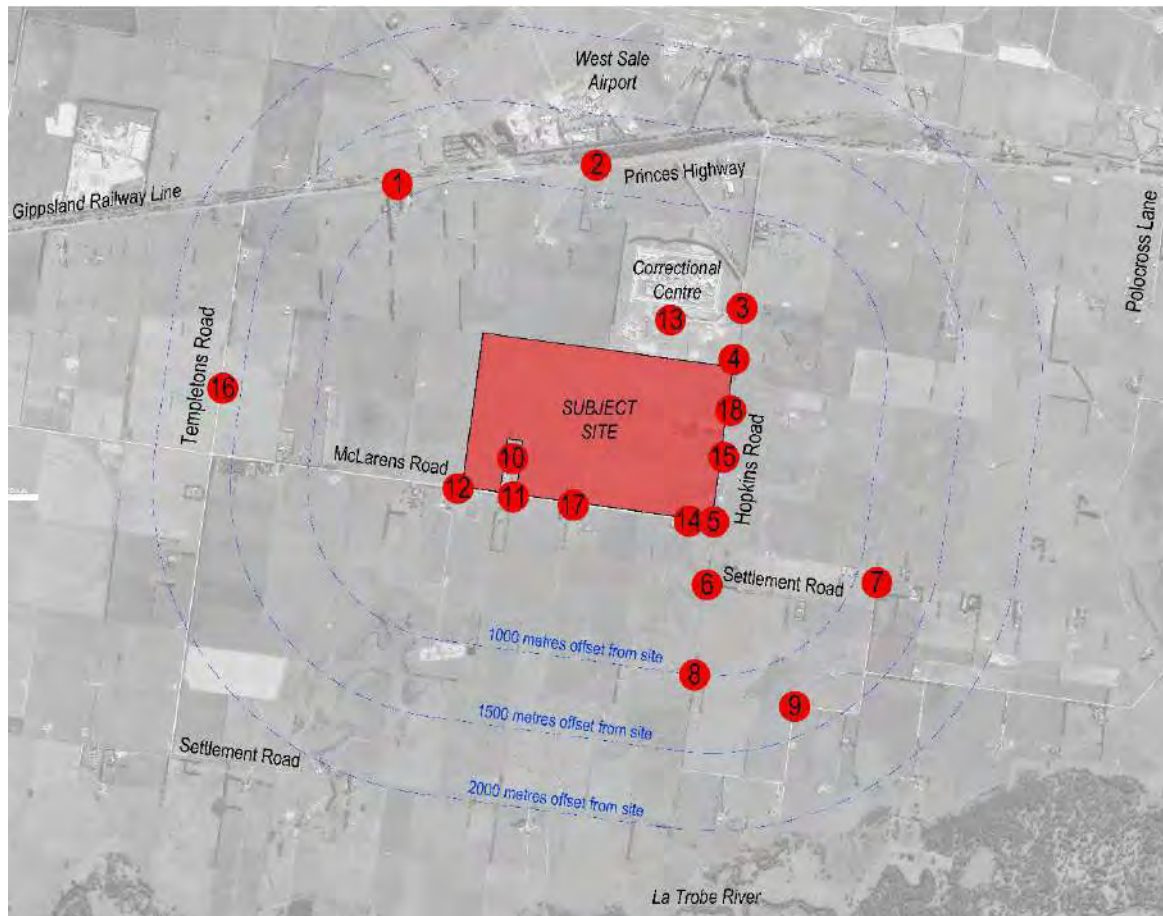 West Sale
Airport
2
Princes Highway
1
Gippsland Railway Line
Polocross Lane
Correctional
Centre
13
3
4
Templetons Road
16
SUBJECT
SITE
18
Hopkins Road
15
McLarens Road
10
12
11
17
14
5
6
Settlement Road
7
1000 metres offset from site
8
9
1500 metres offset from site
Settlement Road
2000 metres offset from site
La Trobe River